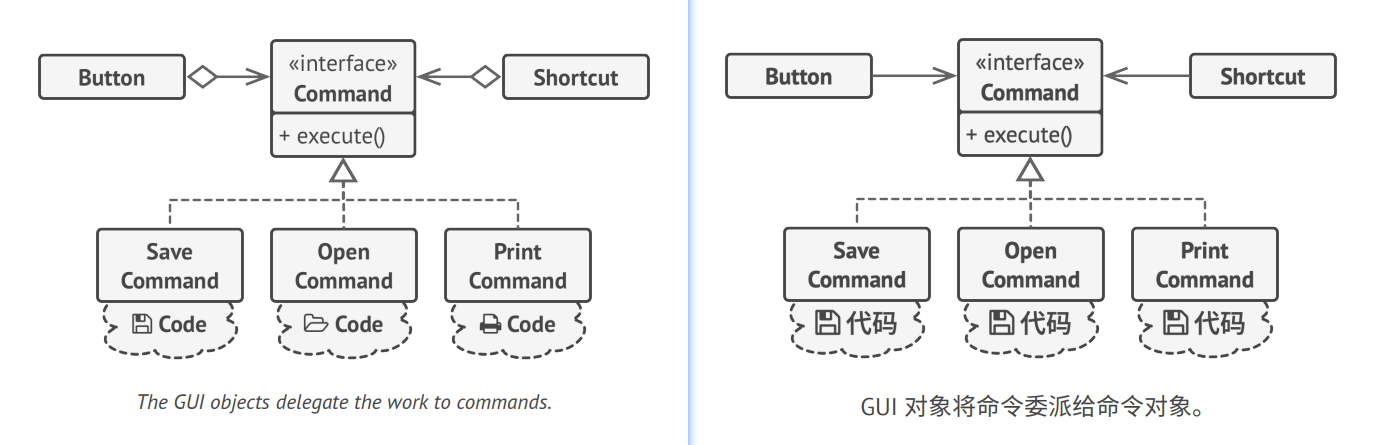 Button
«interface»
Command
+ execute()
Shortcut
Save
Command
Open
Command
Print
Command
Code
Code
Code
The GUI objects delegate the work to commands.
Button
«interface»
Command
+ execute()
Shortcut
Save
Command
Open
Command
Print
Command
代码
代码
代码
GUI 对象将命令委派给命令对象。